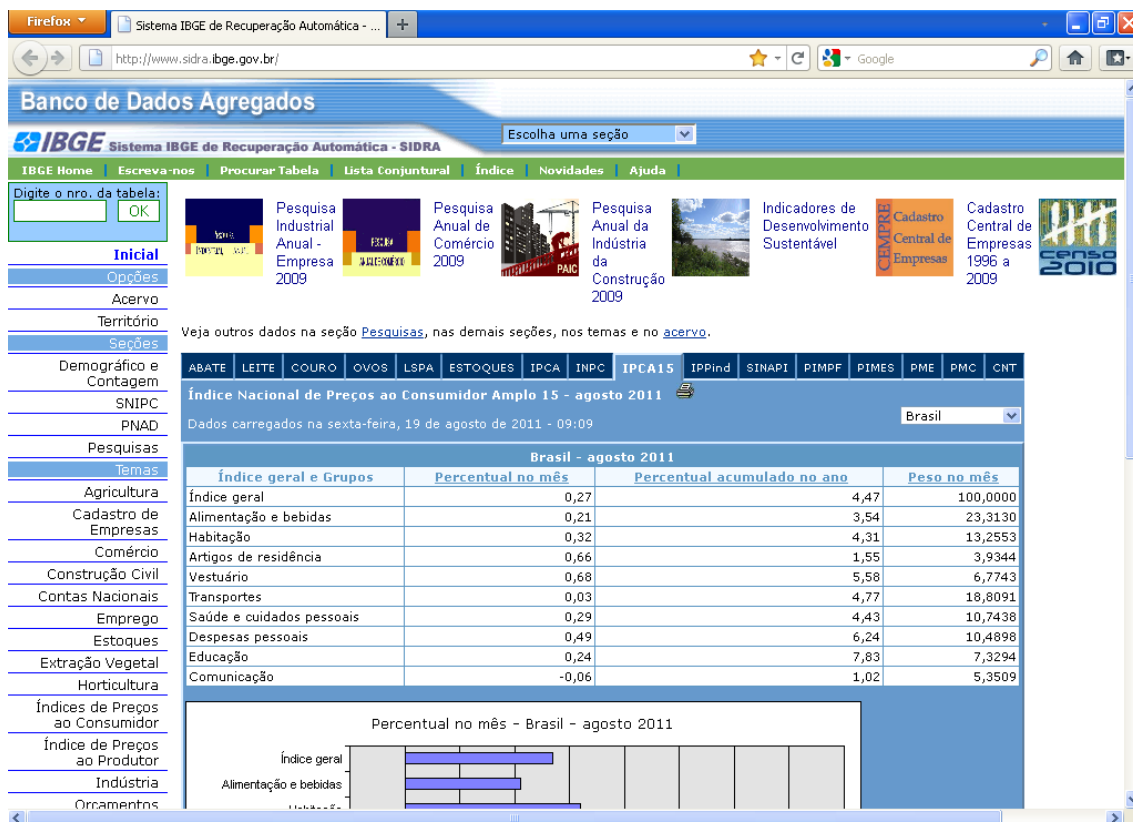 Firefox
Sistema IBGE de Recuperação Automática - ...
http://www.sidra.ibge.gov.br/
Google
Banco de Dados Agregados
IBGE Sistema IBGE de Recuperação Automática - SIDRA
Escolha uma seção
IBGE Home | Escreva-nos | Procurar Tabela | Lista Conjuntural | Índice | Novidades | Ajuda |
Digite o nro. da tabela:
OK
Inicial
Opções
Acervo
Território
Seções
Demográfico e
Contagem
SNIPC
PNAD
Pesquisas
Temas
Agricultura
Cadastro de
Empresas
Comércio
Construção Civil
Contas Nacionais
Emprego
Estoques
Extração Vegetal
Horticultura
Índices de Preços
ao Consumidor
Índice de Preços
ao Produtor
Indústria
Orçamentos
Pesquisa
Industrial
Anual -
Empresa
2009
Pesquisa
Anual de
Comércio
2009
PAIC
Pesquisa
Anual da
Indústria
da
Construção
2009
Indicadores de
Desenvolvimento
Sustentável
CEMPRE
Cadastro
Central de
Empresas
Cadastro
Central de
Empresas
1996 a
2009
censo
2010
Veja outros dados na seção Pesquisas, nas demais seções, nos temas e no acervo.
ABATE LEITE COURO OVOS LSPA ESTOQUES IPCA INPC IPCA15 IPPind SINAPI PIMPF PIMES PME PMC CNT
Índice Nacional de Preços ao Consumidor Amplo 15 - agosto 2011
Dados carregados na sexta-feira, 19 de agosto de 2011 - 09:09
Brasil
Brasil - agosto 2011
Índice geral e Grupos Percentual no mês Percentual acumulado no ano Peso no mês
Índice geral 0,27 4,47 100,0000
Alimentação e bebidas 0,21 3,54 23,3130
Habitação 0,32 4,31 13,2553
Artigos de residência 0,66 1,55 3,9344
Vestuário 0,68 5,58 6,7743
Transportes 0,03 4,77 18,8091
Saúde e cuidados pessoais 0,29 4,43 10,7438
Despesas pessoais 0,49 6,24 10,4898
Educação 0,24 7,83 7,3294
Comunicação -0,06 1,02 5,3509
Percentual no mês - Brasil - agosto 2011
Índice geral
Alimentação e bebidas
Habitação